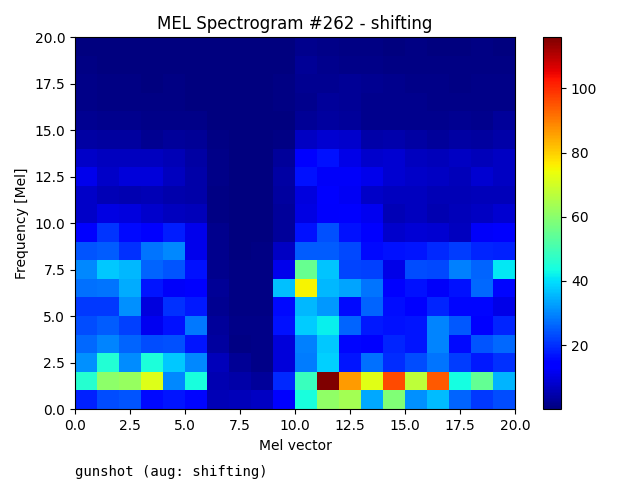 MEL Spectrogram #262 - shifting
20.0
17.5
15.0
12.5
10.0
7.5
5.0
2.5
0.0
Frequency [Mel]
0.0 2.5 5.0 7.5 10.0 12.5 15.0 17.5 20.0
Mel vector
100
80
60
40
20
gunshot (aug: shifting)